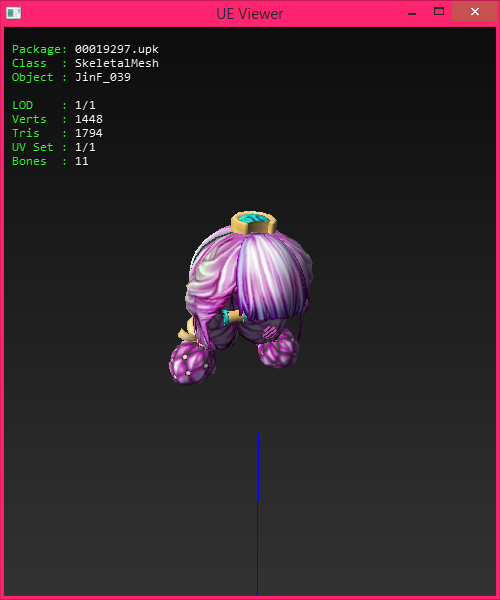 UE Viewer
Package: 00019297.upk
Class : SkeletalMesh
Object : JinF_039
LOD : 1/1
Verts : 1448
Tris : 1794
UV Set : 1/1
Bones : 11